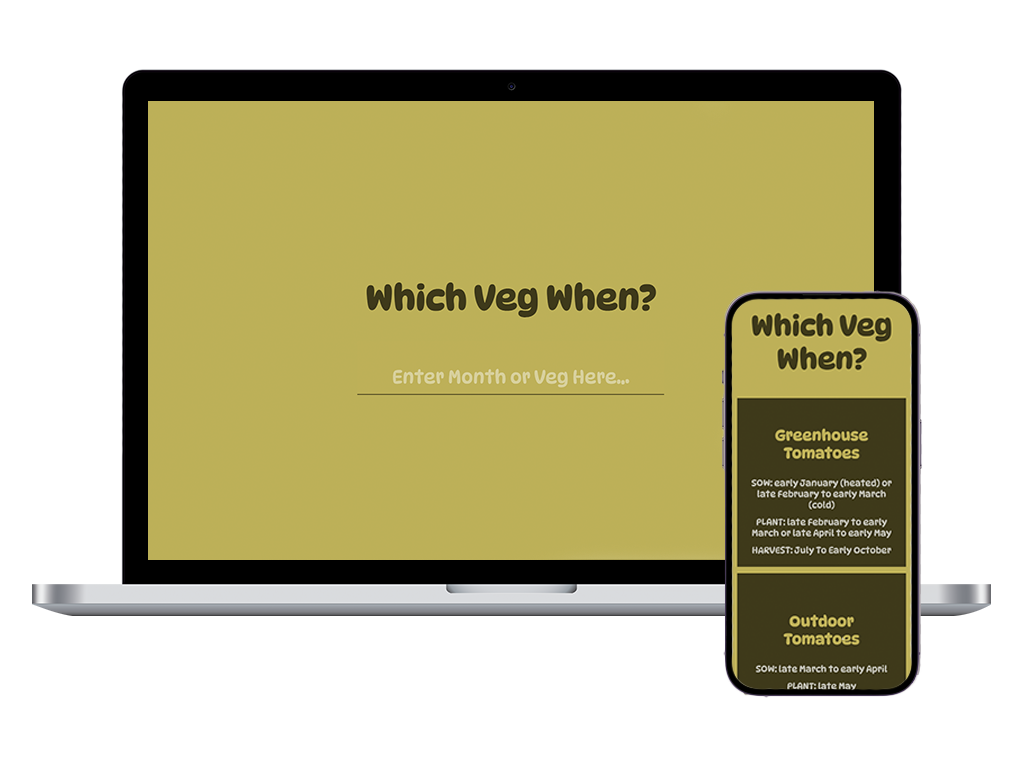 Which Veg When?
Enter Month or Veg Here...
Which Veg
When?
Greenhouse
Tomatoes
SOW: early January (heated) or
late February to early March
(cold)
PLANT: late February to early
March or late April to early May
HARVEST: July To Early October
Outdoor
Tomatoes
SOW: late March to early April
PLANT: late May